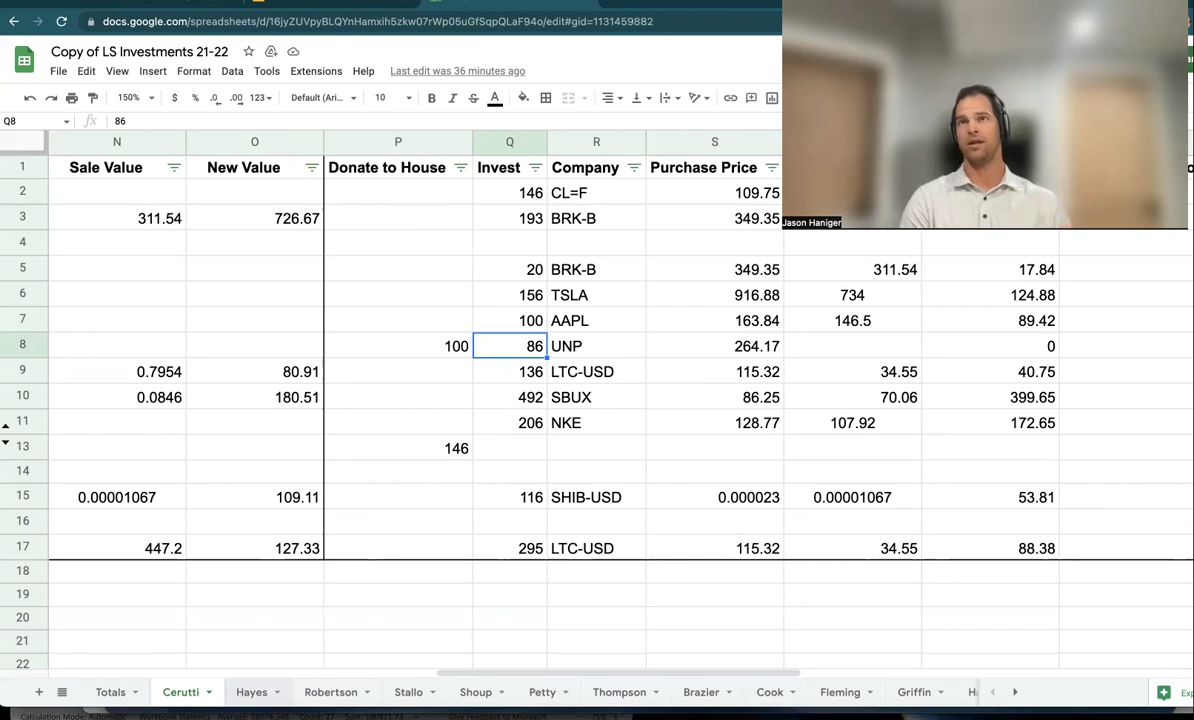 docs.google.com/spreadsheets/d/16jyZUVpyBLQYnHamxih5zkw07rWp05uGfSqpQLaF94o/edit#gid=1131459882
Copy of LS Investments 21-22
File Edit View Insert Format Data Tools Extensions Help Last edit was 36 minutes ago
150% $ % .0 .00 123 Default (Ari... 10 B I S A
Q8 fx 86
N O P Q R S
1 Sale Value New Value Donate to House Invest Company Purchase Price
2 146 CL=F 109.75
3 311.54 726.67 193 BRK-B 349.35
Jason Haniger
4
5 20 BRK-B 349.35 311.54 17.84
6 156 TSLA 916.88 734 124.88
7 100 AAPL 163.84 146.5 89.42
8 100 86 UNP 264.17 0
9 0.7954 80.91 136 LTC-USD 115.32 34.55 40.75
10 0.0846 180.51 492 SBUX 86.25 70.06 399.65
11 206 NKE 128.77 107.92 172.65
13 146
14
15 0.00001067 109.11 116 SHIB-USD 0.000023 0.00001067 53.81
16
17 447.2 127.33 295 LTC-USD 115.32 34.55 88.38
18
19
20
21
22
Totals Cerutti Hayes Robertson Stallo Shoup Petty Thompson Brazier Cook Fleming Griffin